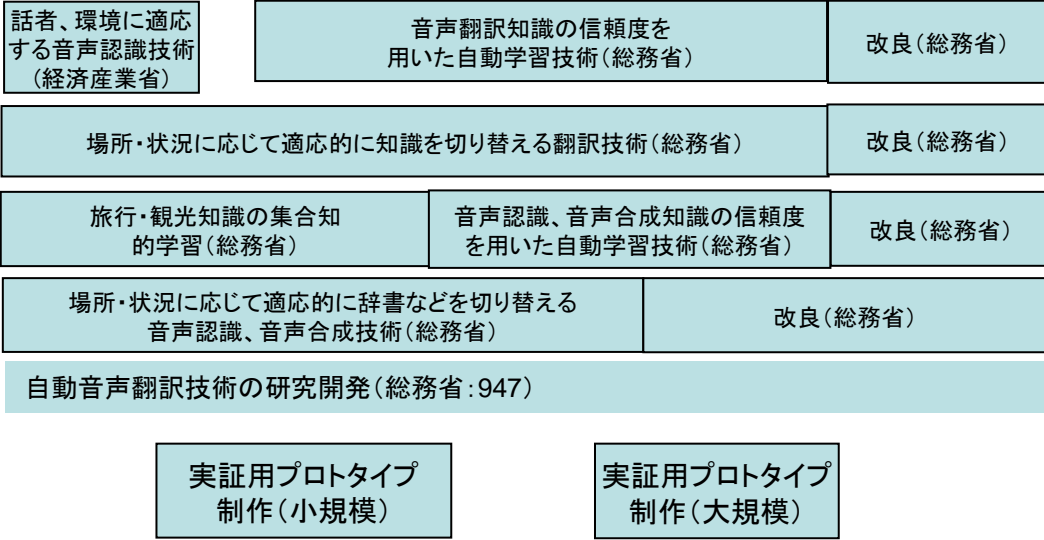 話者、環境に適応
する音声認識技術
(経済産業省)
音声翻訳知識の信頼度を
用いた自動学習技術(総務省)
改良(総務省)
場所・状況に応じて適応的に知識を切り替える翻訳技術(総務省)
改良(総務省)
旅行・観光知識の集合知
的学習(総務省)
音声認識、音声合成知識の信頼度
を用いた自動学習技術(総務省)
改良(総務省)
場所・状況に応じて適応的に辞書などを切り替える
音声認識、音声合成技術(総務省)
改良(総務省)
自動音声翻訳技術の研究開発(総務省:947)
実証用プロトタイプ
制作(小規模)
実証用プロトタイプ
制作(大規模)